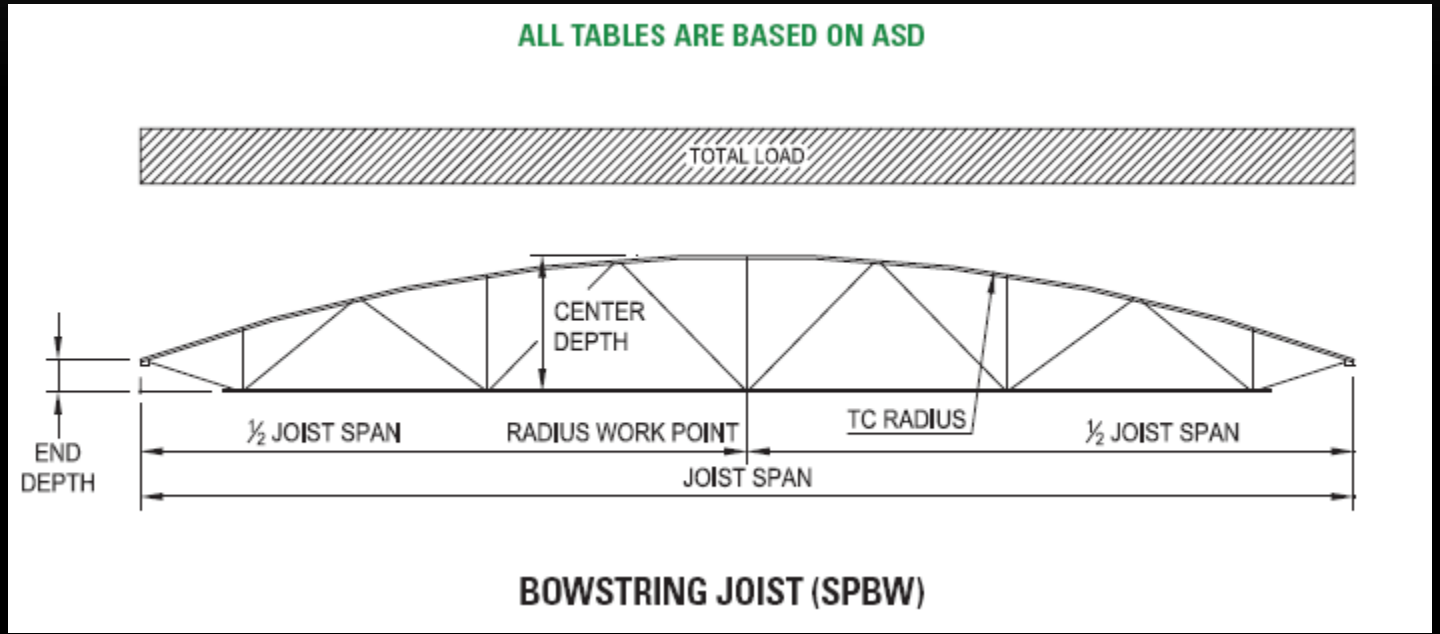 ALL TABLES ARE BASED ON ASD
TOTAL LOAD
CENTER
DEPTH
TC RADIUS
½ JOIST SPAN
RADIUS WORK POINT
½ JOIST SPAN
END
DEPTH
JOIST SPAN
BOWSTRING JOIST (SPBW)